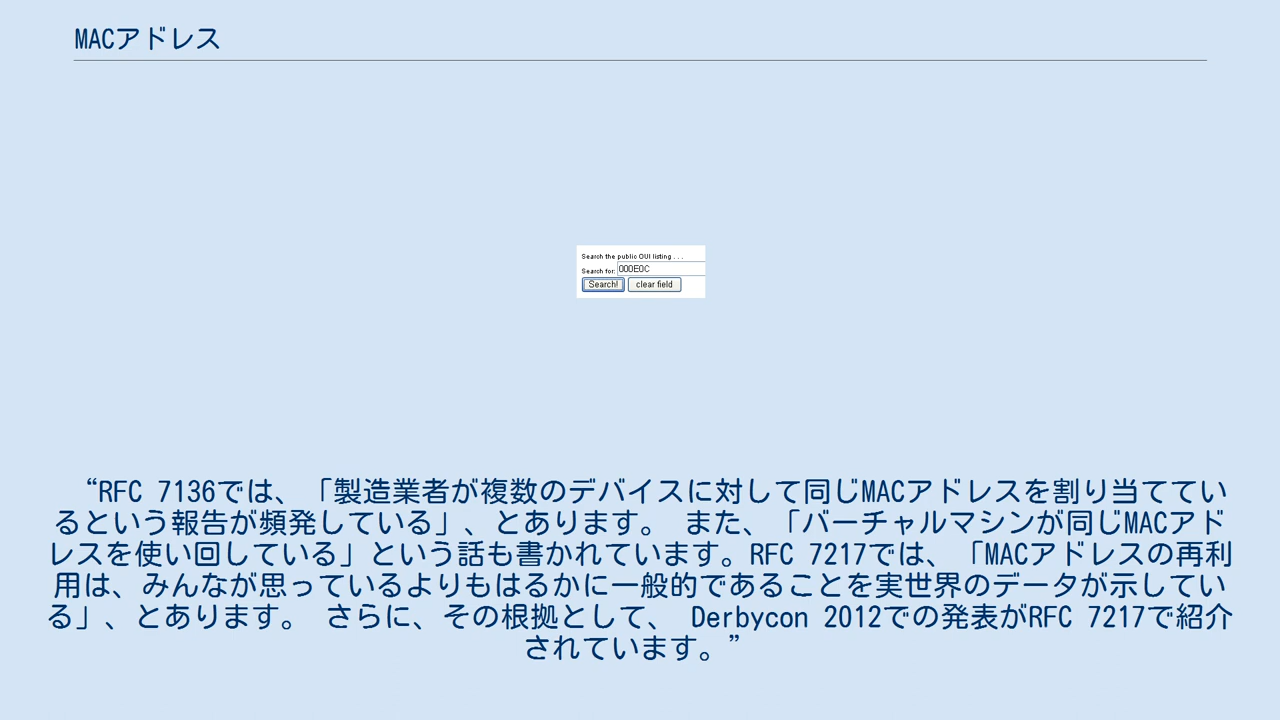 MACアドレス
Search the public OUI listing . . .
Search for: 000E0C
Search! clear field
“RFC 7136では、「製造業者が複数のデバイスに対して同じMACアドレスを割り当ててい
るという報告が頻発している」、とあります。 また、「バーチャルマシンが同じMACアド
レスを使い回している」という話も書かれています。RFC 7217では、「MACアドレスの再利
用は、みんなが思っているよりもはるかに一般的であることを実世界のデータが示してい
る」、とあります。 さらに、その根拠として、 Derbycon 2012での発表がRFC 7217で紹介
されています。”